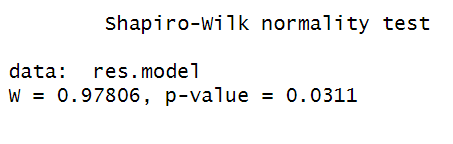 Shapiro-Wilk normality test
data:  res.model
W = 0.97806, p-value = 0.0311